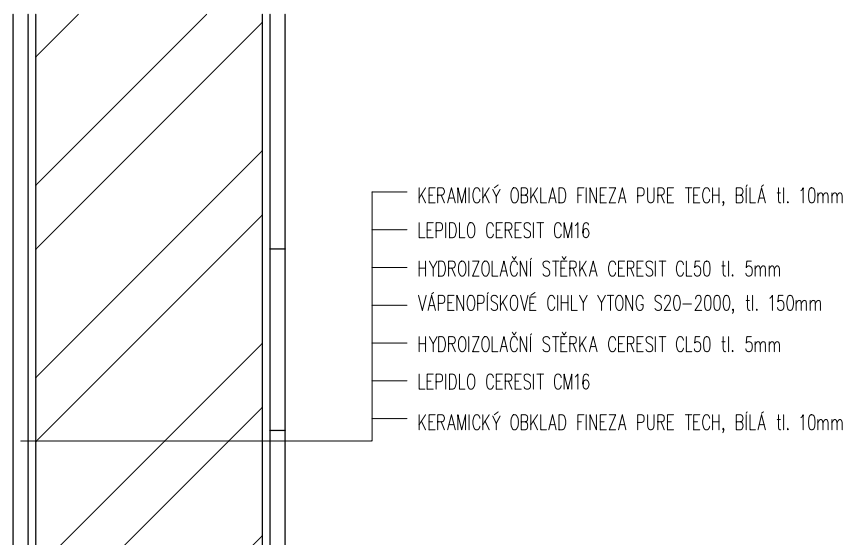 KERAMICKÝ OBKLAD FINEZA PURE TECH, BÍLÁ tl. 10mm
LEPIDLO CERESIT CM16
HYDROIZOLAČNÍ STĚRKA CERESIT CL50 tl. 5mm
VÁPENOPÍSKOVÉ CIHLY YTONG S20-2000, tl. 150mm
HYDROIZOLAČNÍ STĚRKA CERESIT CL50 tl. 5mm
LEPIDLO CERESIT CM16
KERAMICKÝ OBKLAD FINEZA PURE TECH, BÍLÁ tl. 10mm